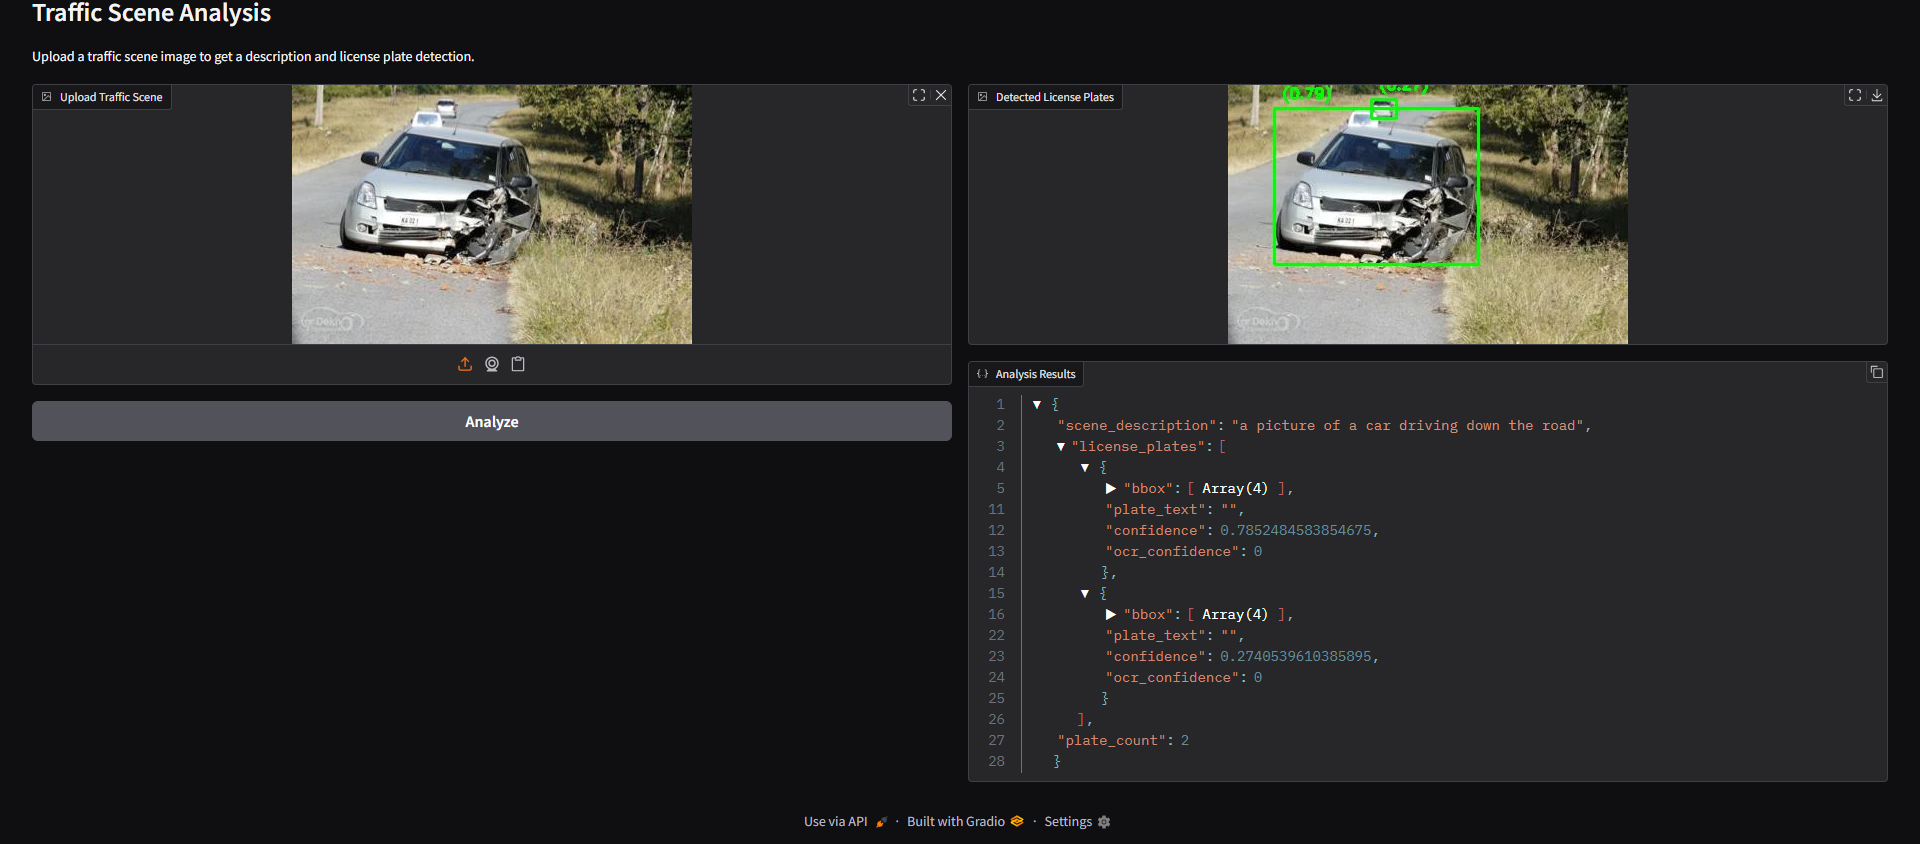 Traffic Scene Analysis
Upload a traffic scene image to get a description and license plate detection.
Upload Traffic Scene
KA 02
Analyze
Detected License Plates
(0.79)
(0.27)
KA 02
Analysis Results
1 {
2 "scene_description": "a picture of a car driving down the road",
3 "license_plates": [
4 {
5 "bbox": [ Array(4) ],
11 "plate_text": "",
12 "confidence": 0.7852484583854675,
13 "ocr_confidence": 0
14 },
15 {
16 "bbox": [ Array(4) ],
22 "plate_text": "",
23 "confidence": 0.2740539610385895,
24 "ocr_confidence": 0
25 }
26 ],
27 "plate_count": 2
28 }
Use via API · Built with Gradio · Settings